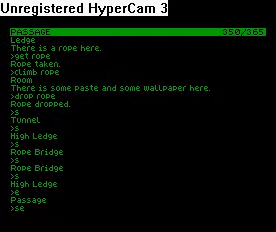 Unregistered HyperCam 3
PASSAGE 350/365
Ledge
There is a rope here.
>get rope
Rope taken.
>climb rope
Room
There is some paste and some wallpaper here.
>drop rope
Rope dropped.
>s
Tunnel
>s
High Ledge
>s
Rope Bridge
>s
Rope Bridge
>s
High Ledge
>e
Passage
>se